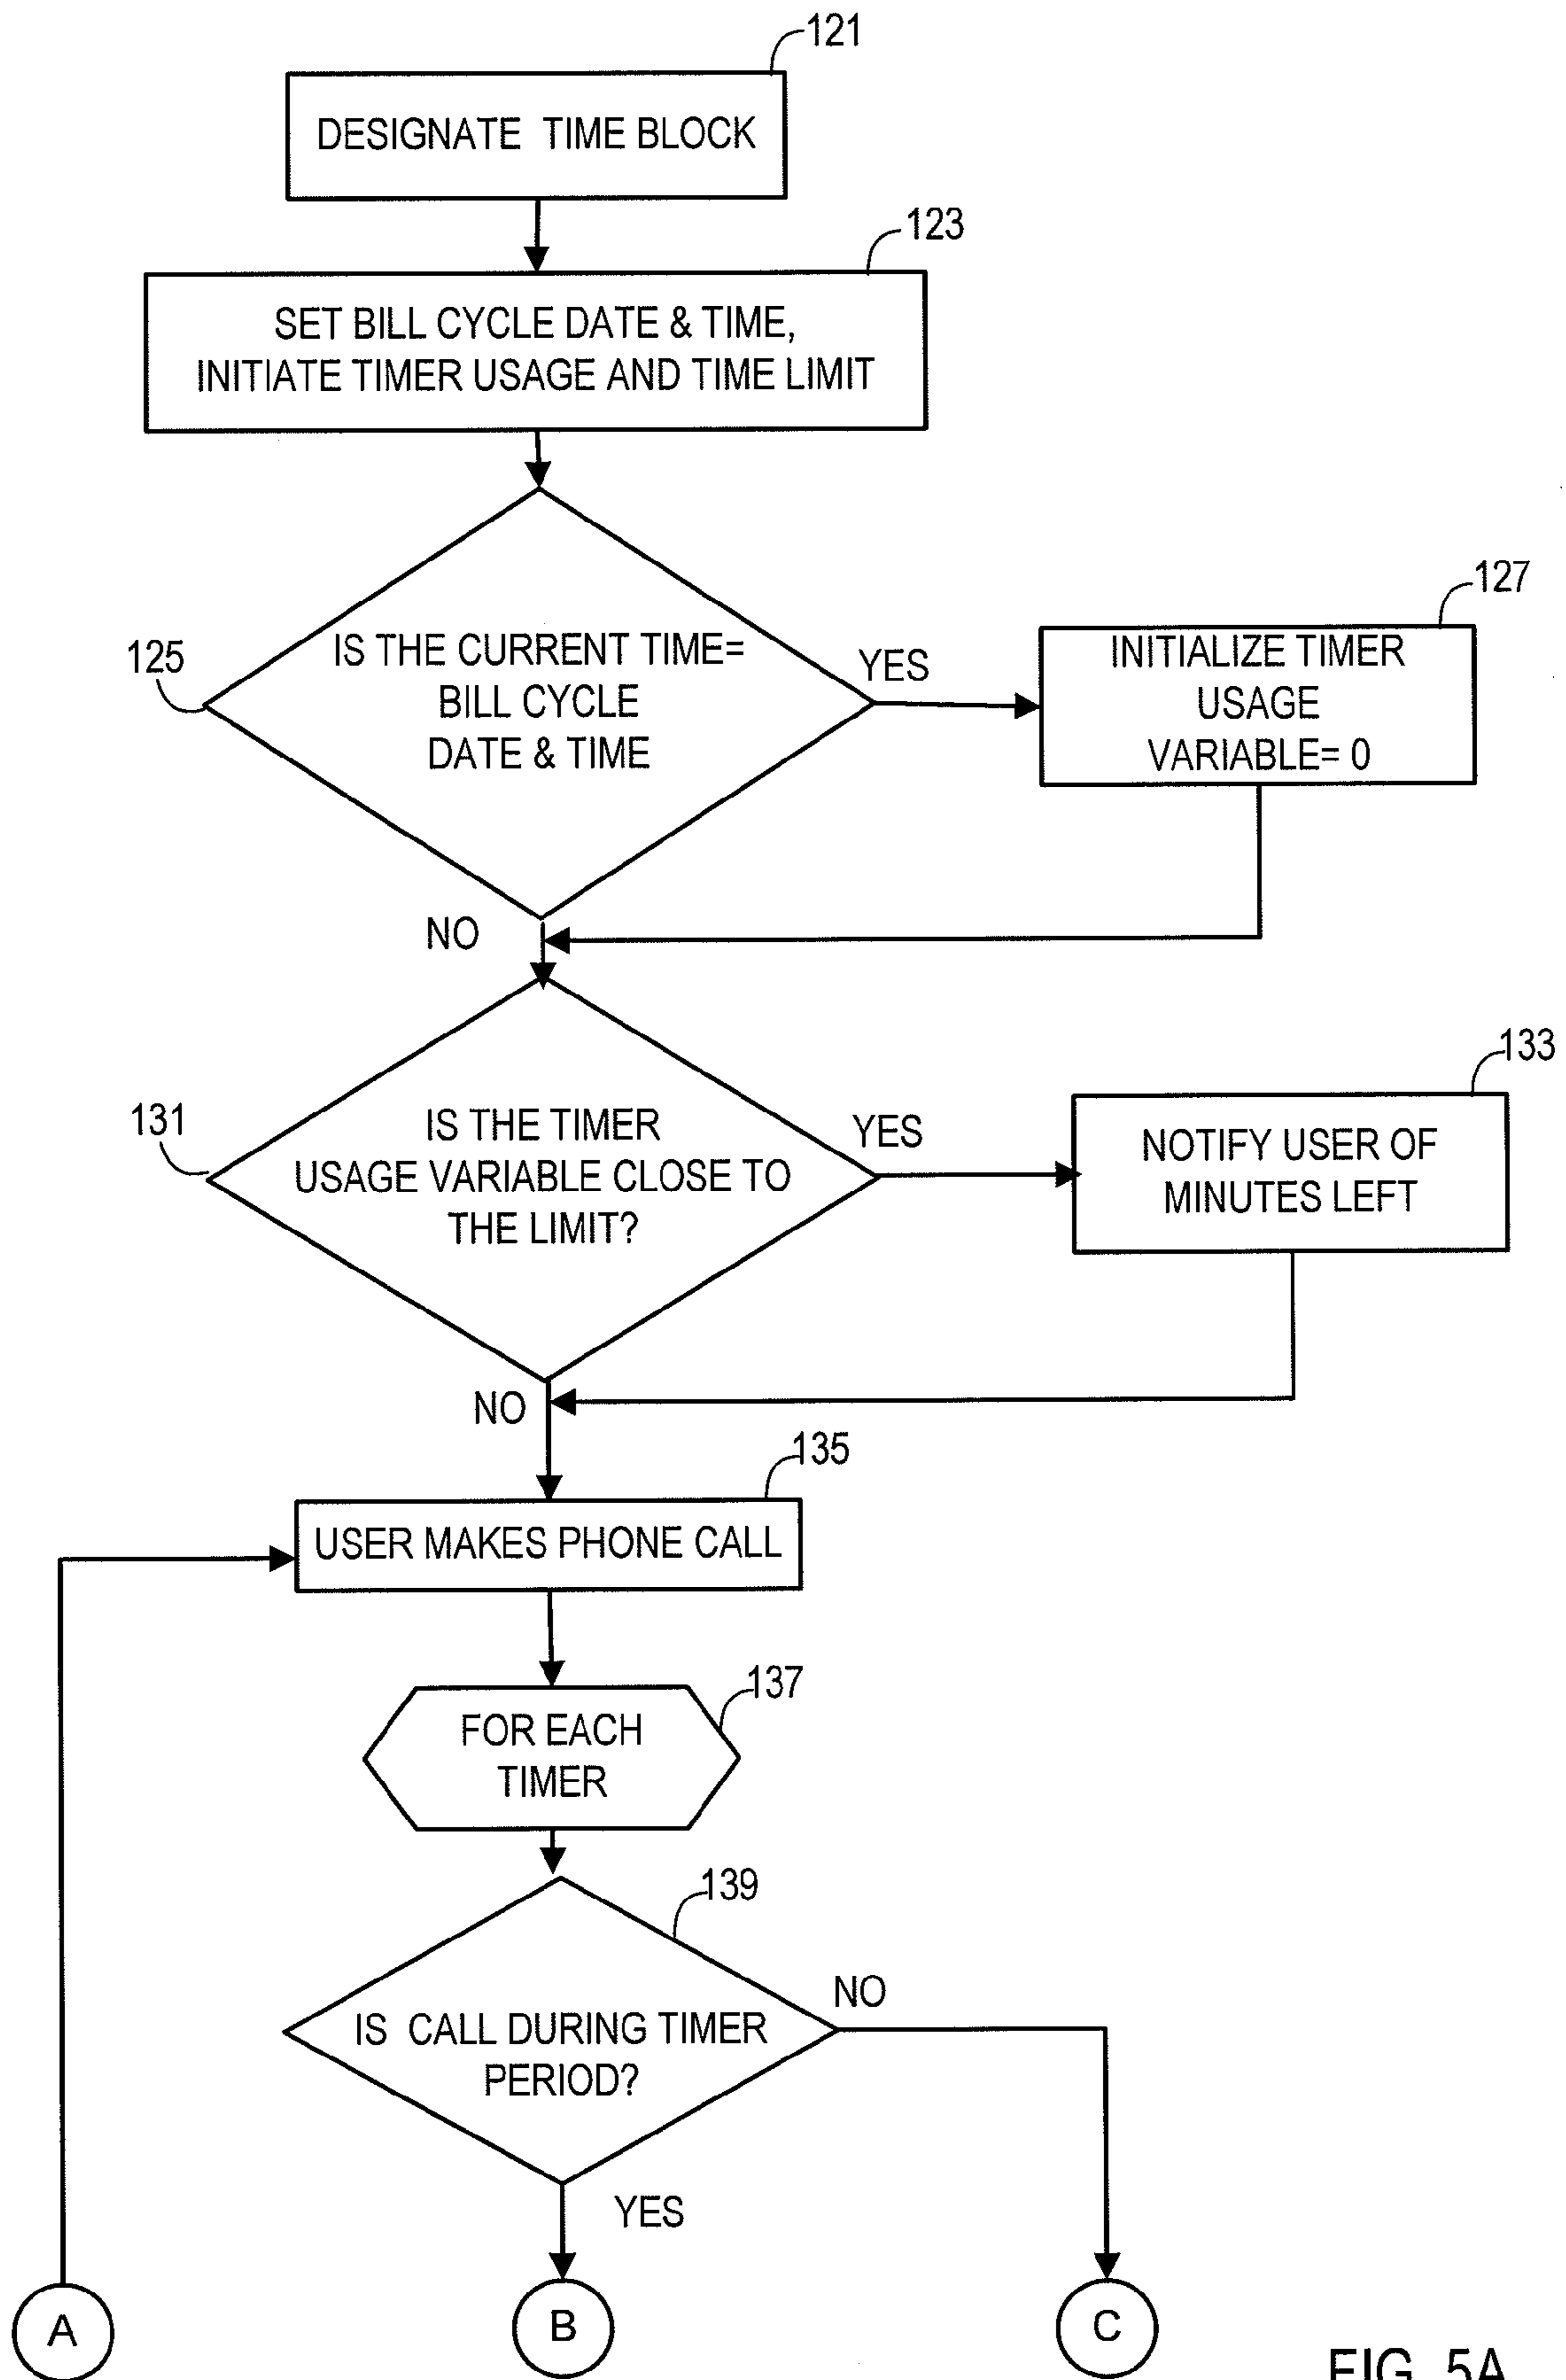 121
DESIGNATE TIME BLOCK
123
SET BILL CYCLE DATE & TIME,
INITIATE TIMER USAGE AND TIME LIMIT
125
IS THE CURRENT TIME=
BILL CYCLE
DATE & TIME
YES
127
INITIALIZE TIMER
USAGE
VARIABLE= 0
NO
131
IS THE TIMER
USAGE VARIABLE CLOSE TO
THE LIMIT?
YES
133
NOTIFY USER OF
MINUTES LEFT
NO
135
USER MAKES PHONE CALL
137
FOR EACH
TIMER
139
IS CALL DURING TIMER
PERIOD?
NO
YES
A
B
C
FIG. 5A